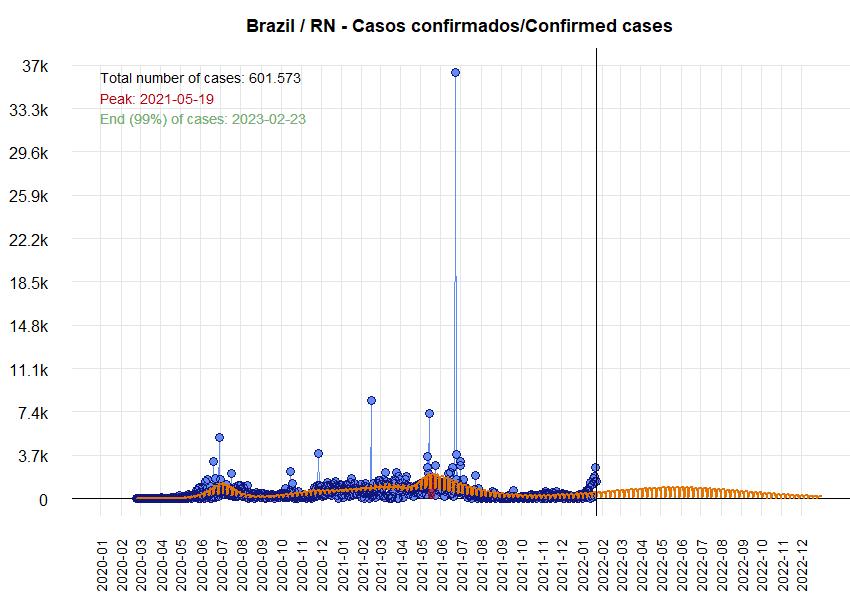 Brazil / RN - Casos confirmados/Confirmed cases
Total number of cases: 601.573
Peak: 2021-05-19
End (99%) of cases: 2023-02-23
37k
33.3k
29.6k
25.9k
22.2k
18.5k
14.8k
11.1k
7.4k
3.7k
0
2020-01
2020-02
2020-03
2020-04
2020-05
2020-06
2020-07
2020-08
2020-09
2020-10
2020-11
2020-12
2021-01
2021-02
2021-03
2021-04
2021-05
2021-06
2021-07
2021-08
2021-09
2021-10
2021-11
2021-12
2022-01
2022-02
2022-03
2022-04
2022-05
2022-06
2022-07
2022-08
2022-09
2022-10
2022-11
2022-12